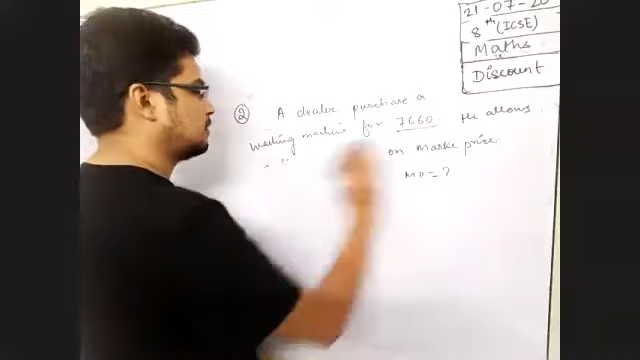 21-07-20
8th (ICSE)
Maths
Discount
② A dealer purchase a
washing machine for 7660. He allows
on Marke price
MP = ?